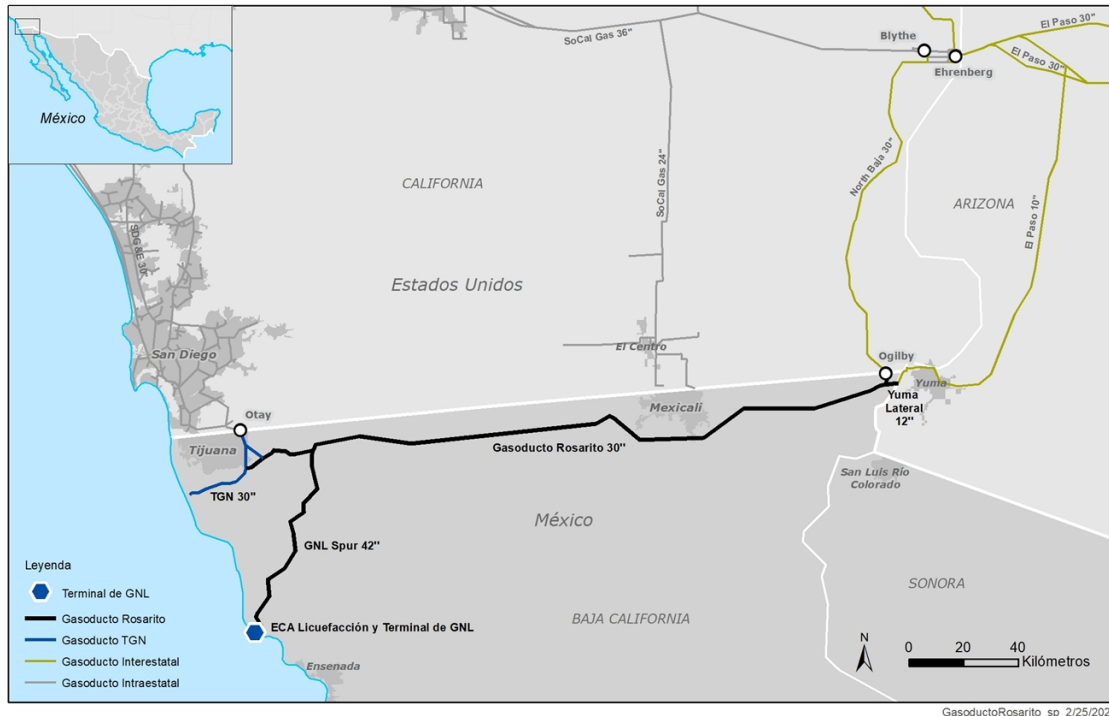 México
SoCal Gas 36"
El Paso 30"
El Paso 30"
Blythe
Ehrenberg
CALIFORNIA
SoCal Gas 24"
North Baja 30"
ARIZONA
El Paso 10"
SDG&E 30"
Estados Unidos
San Diego
El Centro
Ogilby
Yuma
Yuma
Lateral
12"
Otay
Mexicali
Tijuana
Gasoducto Rosarito 30"
San Luis Río
Colorado
TGN 30"
México
GNL Spur 42"
SONORA
BAJA CALIFORNIA
ECA Licuefacción y Terminal de GNL
Ensenada
Leyenda
Terminal de GNL
Gasoducto Rosarito
Gasoducto TGN
Gasoducto Interestatal
Gasoducto Intraestatal
N
0 20 40
Kilómetros
GasoductoRosarito_sp_2/25/202